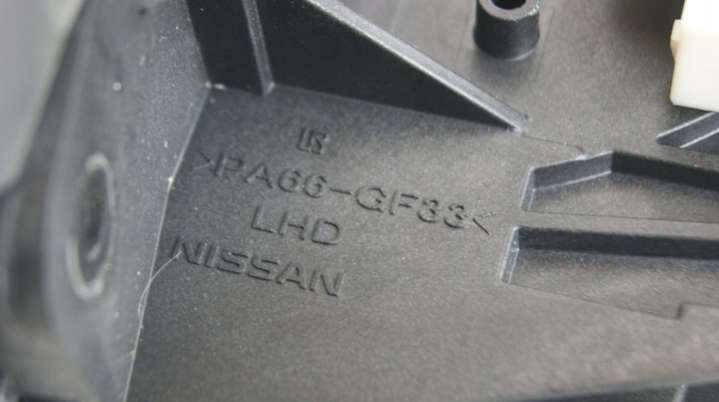 >PA66-GF33<
LHD
NISSAN